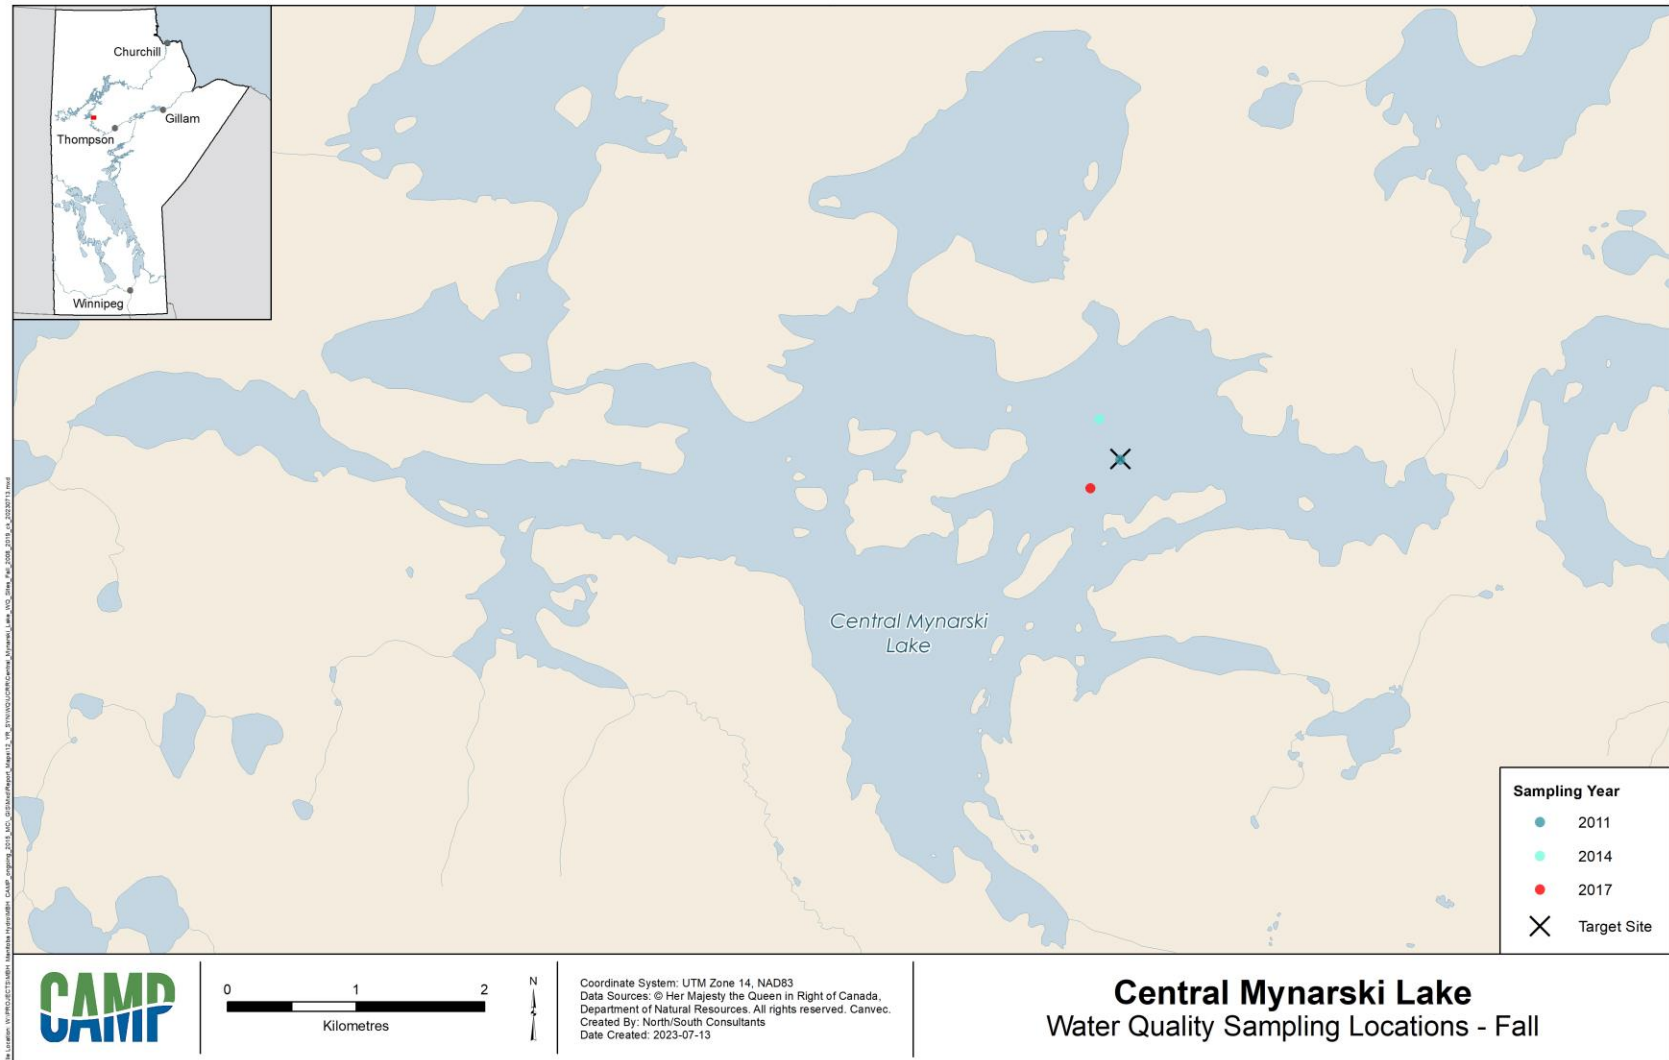 Churchill
Gillam
Thompson
Winnipeg
Central Mynarski
Lake
Sampling Year
2011
2014
2017
Target Site
CAMP
0 1 2
Kilometres
N
Coordinate System: UTM Zone 14, NAD83
Data Sources: © Her Majesty the Queen in Right of Canada,
Department of Natural Resources. All rights reserved. Canvec.
Created By: North/South Consultants
Date Created: 2023-07-13
Central Mynarski Lake
Water Quality Sampling Locations - Fall